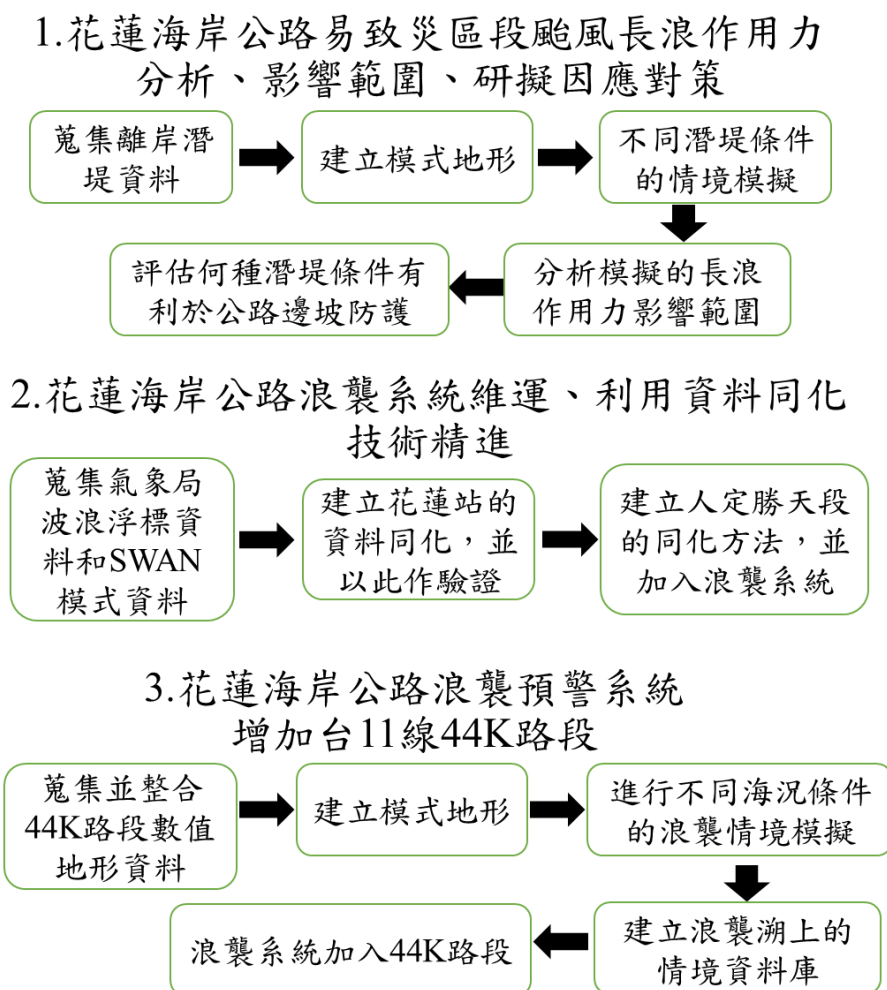 1.花蓮海岸公路易致災區段颱風長浪作用力
分析、影響範圍、研擬因應對策
蒐集離岸潛
堤資料
建立模式地形
不同潛堤條件
的情境模擬
分析模擬的長浪
作用力影響範圍
評估何種潛堤條件有
利於公路邊坡防護
2.花蓮海岸公路浪襲系統維運、利用資料同化
技術精進
蒐集氣象局
波浪浮標資
料和SWAN
模式資料
建立花蓮站的
資料同化，並
以此作驗證
建立人定勝天段
的同化方法，並
加入浪襲系統
3.花蓮海岸公路浪襲預警系統
增加台11線44K路段
蒐集並整合
44K路段數值
地形資料
建立模式地形
進行不同海況條件
的浪襲情境模擬
建立浪襲溯上的
情境資料庫
浪襲系統加入44K路段